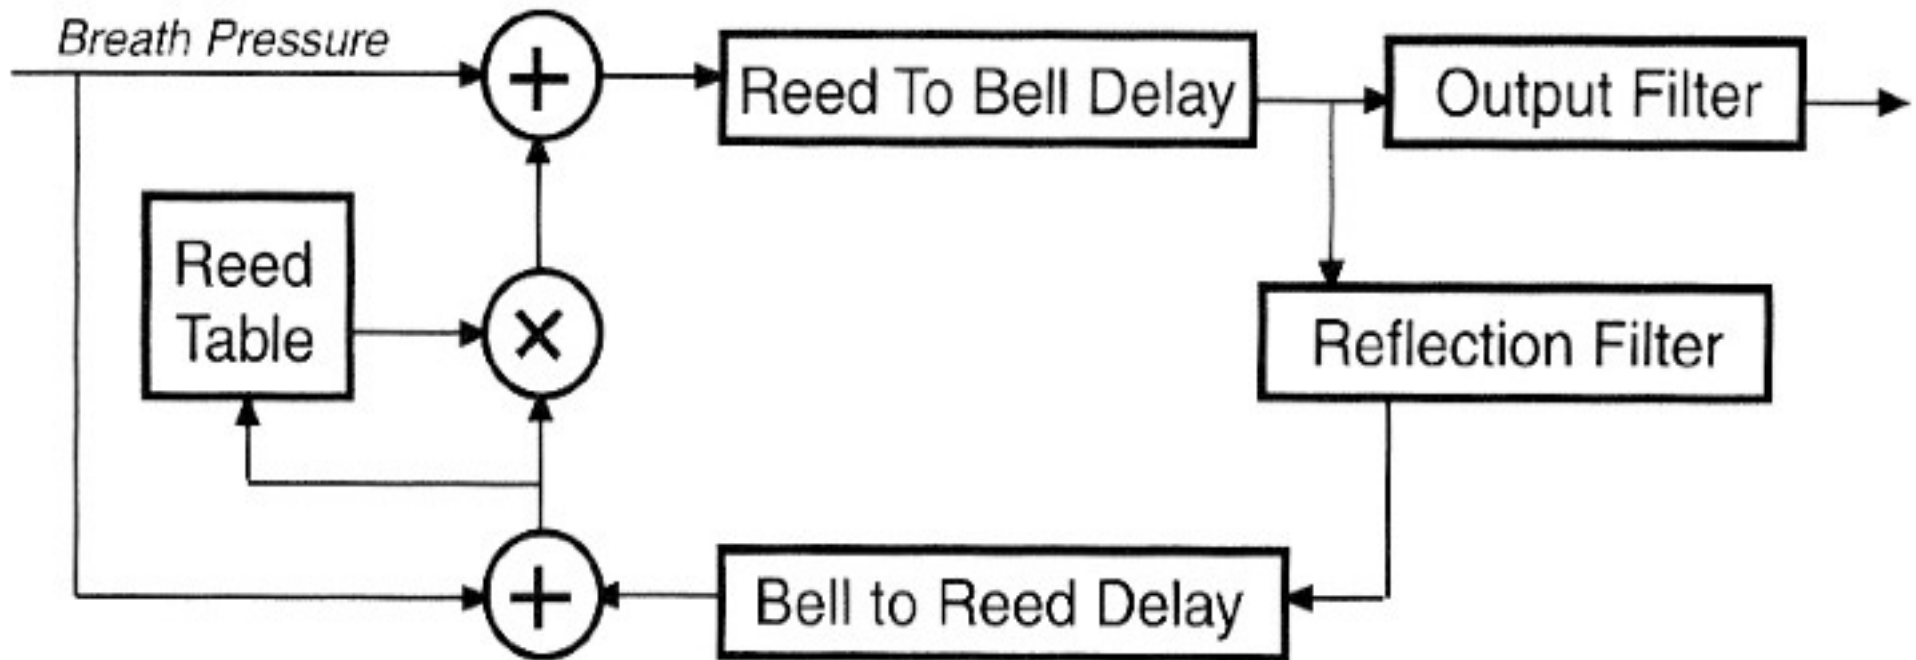 Breath Pressure
+
Reed To Bell Delay
Output Filter
Reed
Table
×
Reflection Filter
+
Bell to Reed Delay